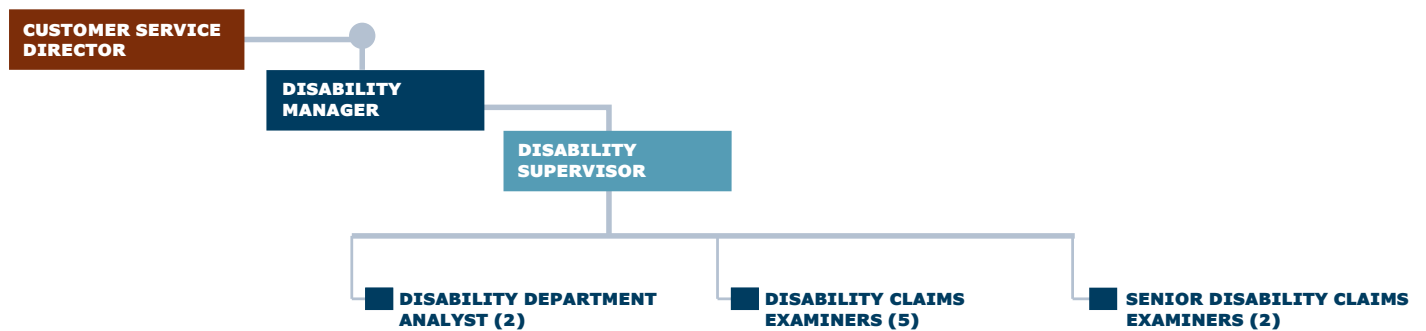 CUSTOMER SERVICE
DIRECTOR
DISABILITY
MANAGER
DISABILITY
SUPERVISOR
DISABILITY DEPARTMENT
ANALYST (2)
DISABILITY CLAIMS
EXAMINERS (5)
SENIOR DISABILITY CLAIMS
EXAMINERS (2)